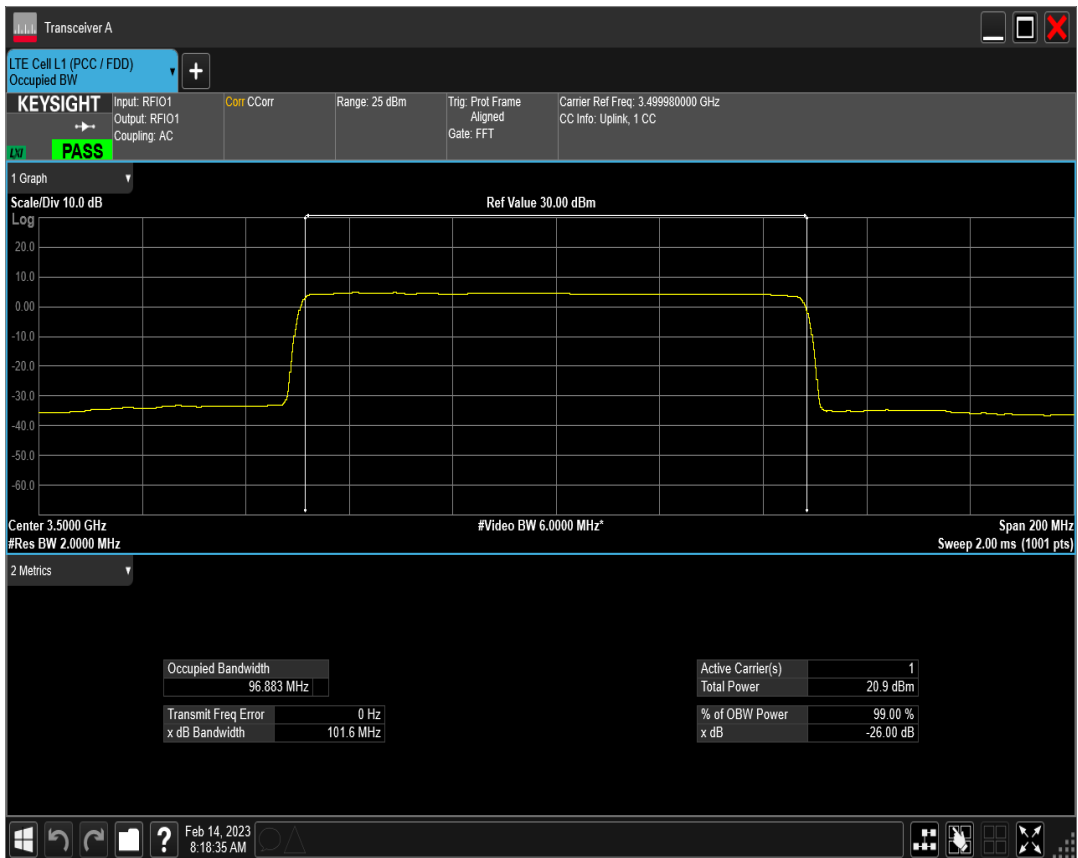 Transceiver A
LTE Cell L1 (PCC / FDD)
Occupied BW
KEYSIGHT
LXI
PASS
Input: RFIO1
Output: RFIO1
Coupling: AC
Corr CCorr
Range: 25 dBm
Trig: Prot Frame
Aligned
Gate: FFT
Carrier Ref Freq: 3.499980000 GHz
CC Info: Uplink, 1 CC
1 Graph
Scale/Div 10.0 dB
Ref Value 30.00 dBm
Log
20.0
10.0
0.00
-10.0
-20.0
-30.0
-40.0
-50.0
-60.0
Center 3.5000 GHz
#Video BW 6.0000 MHz*
Span 200 MHz
#Res BW 2.0000 MHz
Sweep 2.00 ms (1001 pts)
2 Metrics
Occupied Bandwidth
96.883 MHz
Transmit Freq Error 0 Hz
x dB Bandwidth 101.6 MHz
Active Carrier(s) 1
Total Power 20.9 dBm
% of OBW Power 99.00 %
x dB -26.00 dB
?
Feb 14, 2023
8:18:35 AM